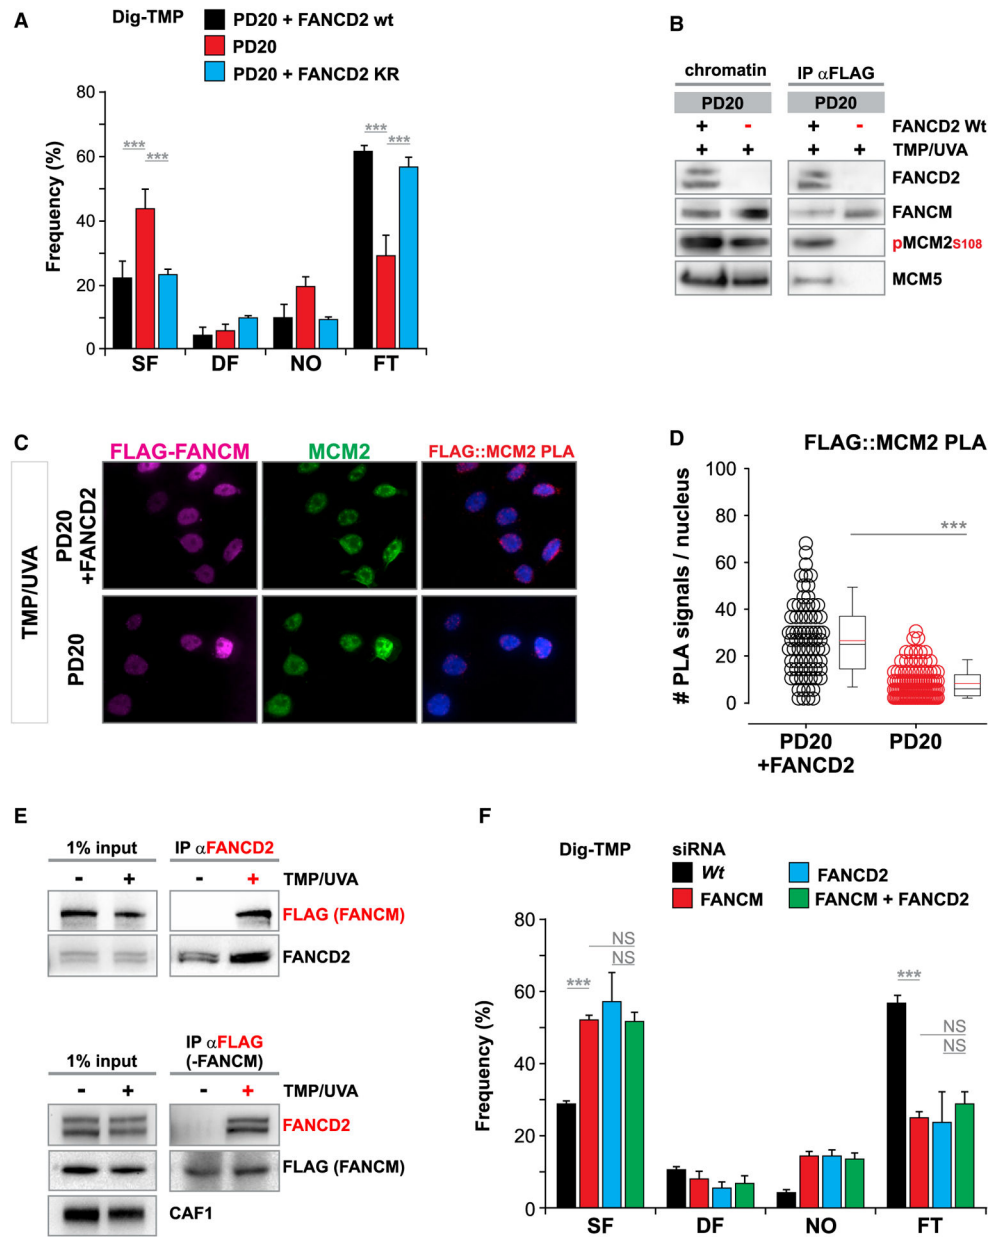 A
Dig-TMP
PD20 + FANCD2 wt
PD20
PD20 + FANCD2 KR
Frequency (%)
80
60
40
20
0
***
***
***
***
SF
DF
NO
FT
B
chromatin
IP αFLAG
PD20
PD20
+ - + - FANCD2 Wt
+ + + + TMP/UVA
FANCD2
FANCM
pMCM2S108
MCM5
C
FLAG-FANCM
MCM2
FLAG::MCM2 PLA
TMP/UVA
PD20
+FANCD2
PD20
D
FLAG::MCM2 PLA
# PLA signals / nucleus
100
80
60
40
20
0
***
PD20
+FANCD2
PD20
E
1% input
IP αFANCD2
- + - + TMP/UVA
FLAG (FANCM)
FANCD2
1% input
IP αFLAG
(-FANCM)
- + - + TMP/UVA
FANCD2
FLAG (FANCM)
CAF1
F
Dig-TMP
siRNA
Wt
FANCD2
FANCM
FANCM + FANCD2
Frequency (%)
80
60
40
20
0
NS
NS
***
***
NS
NS
SF
DF
NO
FT